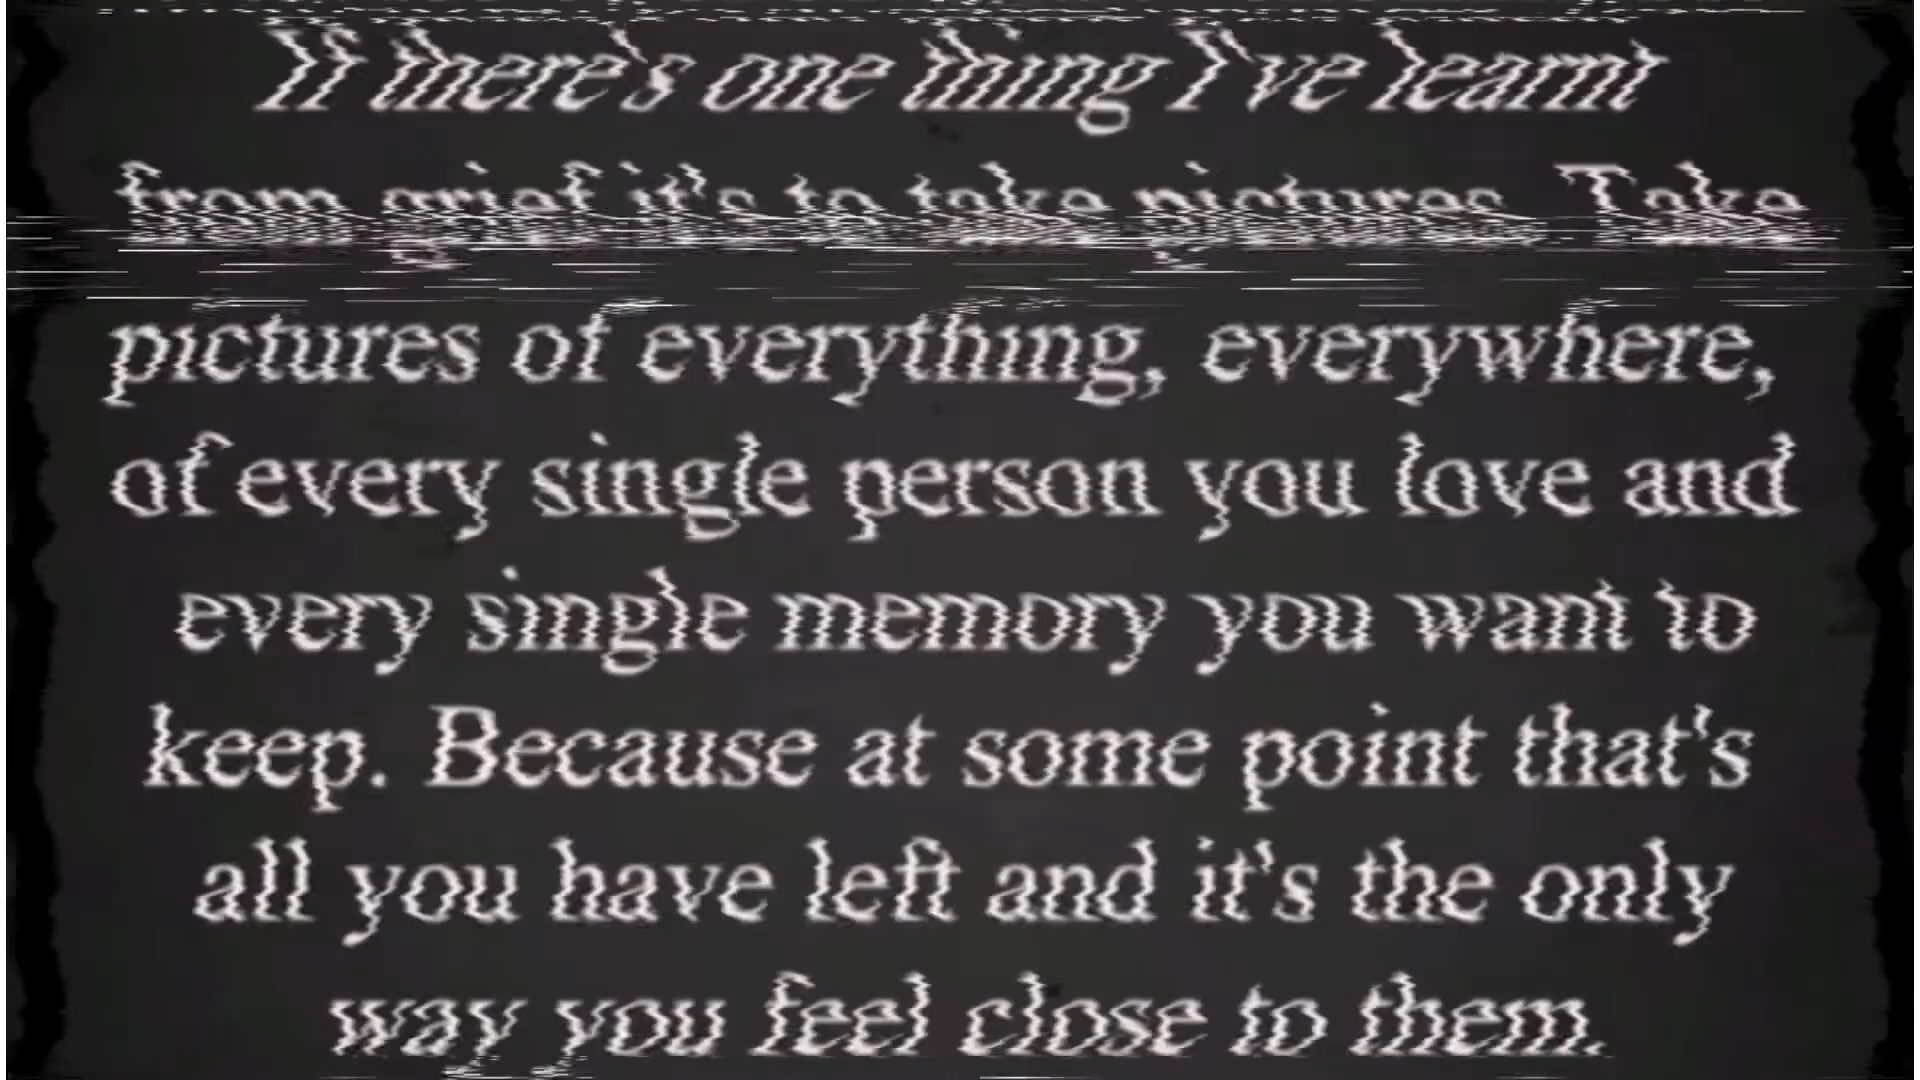 If there's one thing I've learnt
from grief it's to take pictures. Take
pictures of everything, everywhere,
of every single person you love and
every single memory you want to
keep. Because at some point that's
all you have left and it's the only
way you feel close to them.